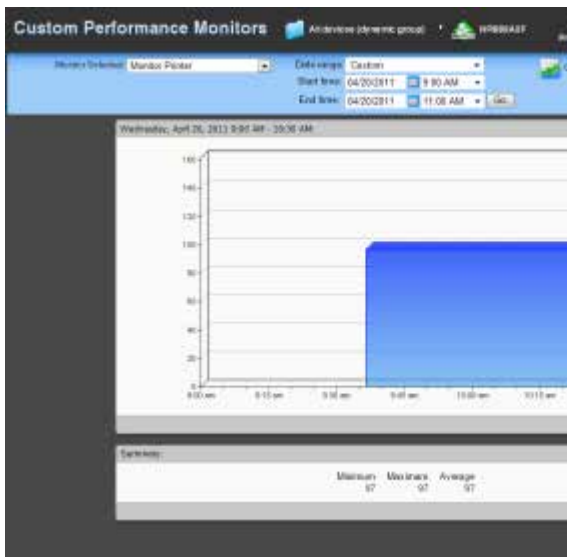 Custom Performance Monitors
All devices (dynamic group)
Monitor Selected: Monitor Printer
Date range: Custom
Start time: 04/20/2011 9:00 AM
End time: 04/20/2011 11:00 AM Go
Wednesday, April 20, 2011 9:00 AM - 10:30 AM
160
140
120
100
80
60
40
20
0
9:00 am 9:15 am 9:30 am 9:45 am 10:00 am 10:15 am
Summary
Minimum Maximum Average
97 97 97